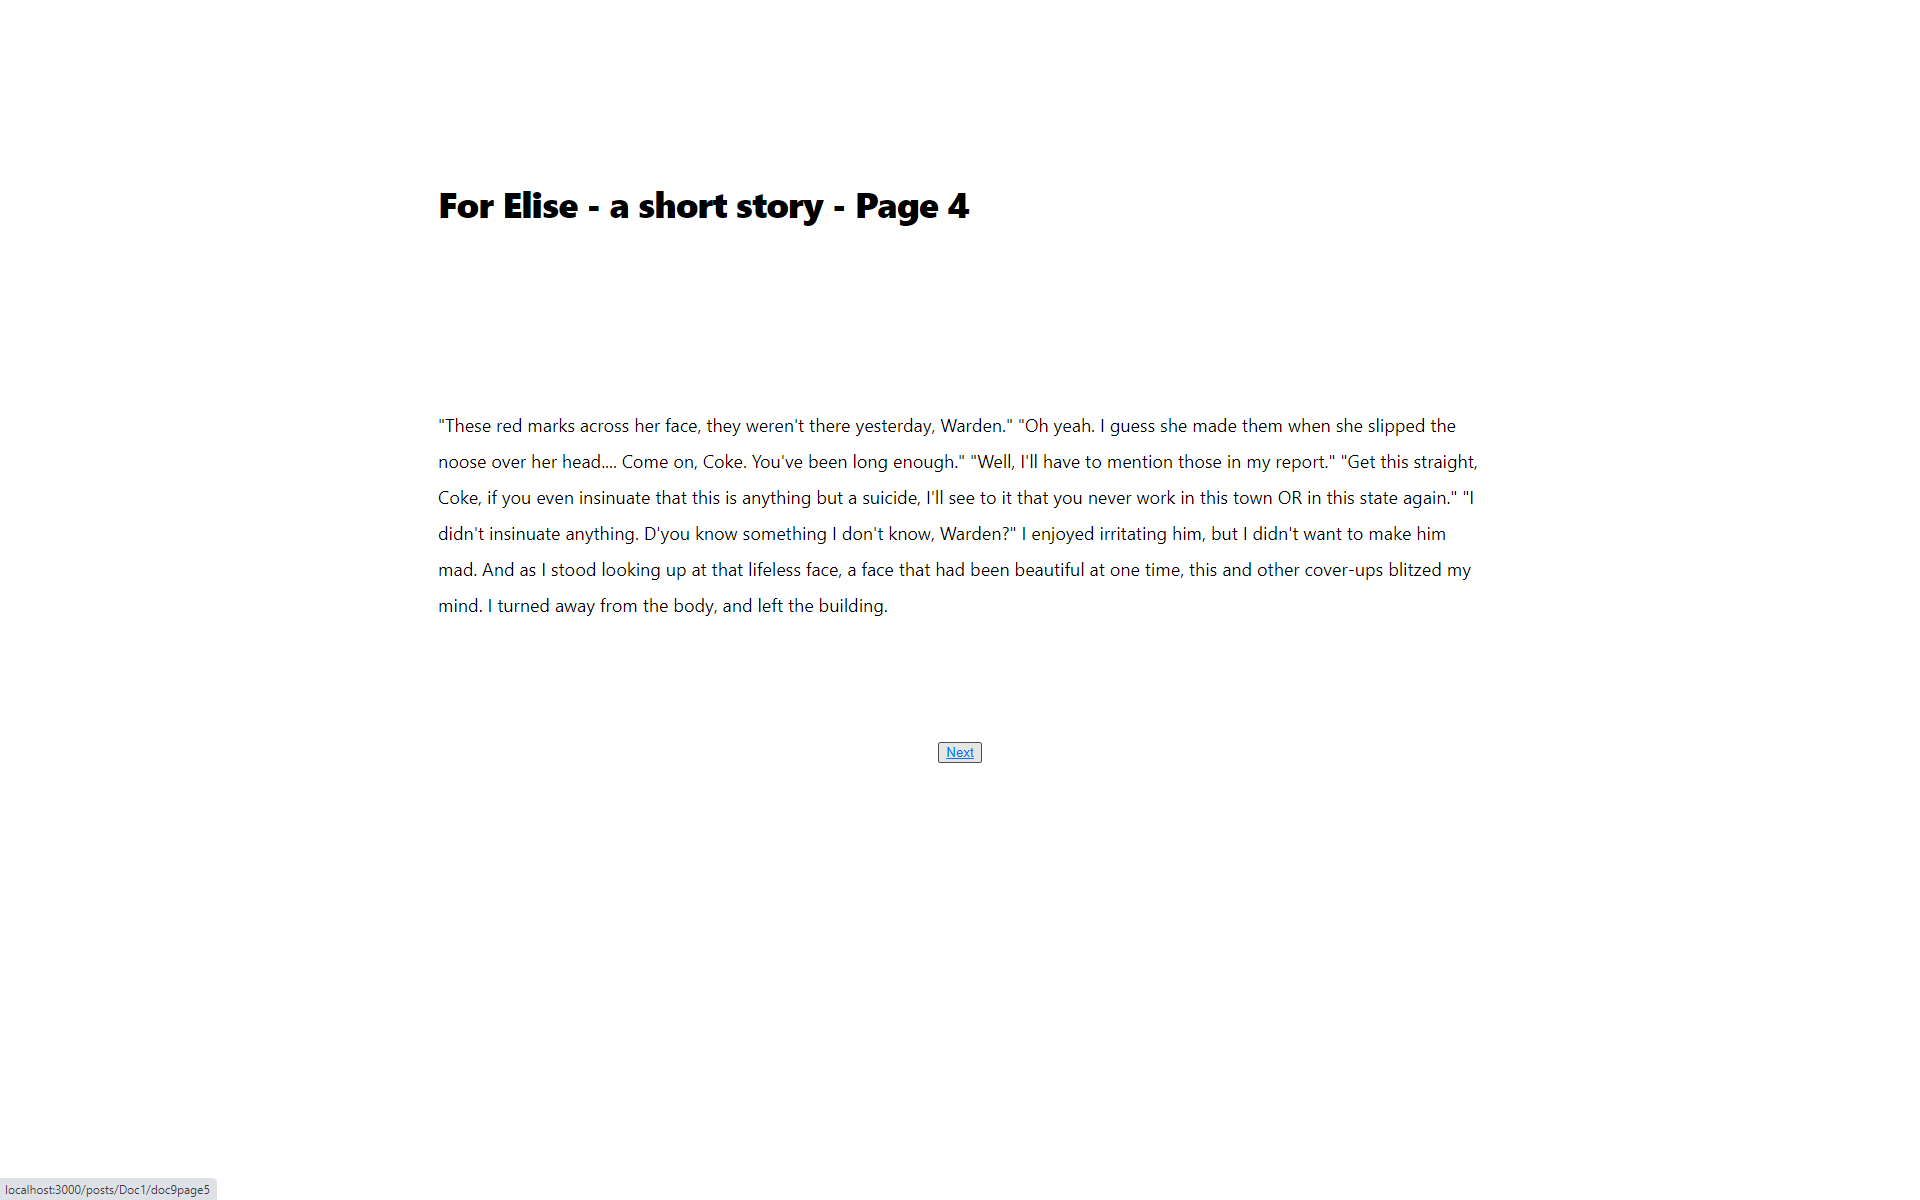 For Elise - a short story - Page 4
"These red marks across her face, they weren't there yesterday, Warden." "Oh yeah. I guess she made them when she slipped the
noose over her head.... Come on, Coke. You've been long enough." "Well, I'll have to mention those in my report." "Get this straight,
Coke, if you even insinuate that this is anything but a suicide, I'll see to it that you never work in this town OR in this state again." "I
didn't insinuate anything. D'you know something I don't know, Warden?" I enjoyed irritating him, but I didn't want to make him
mad. And as I stood looking up at that lifeless face, a face that had been beautiful at one time, this and other cover-ups blitzed my
mind. I turned away from the body, and left the building.
Next
localhost:3000/posts/Doc1/doc9page5